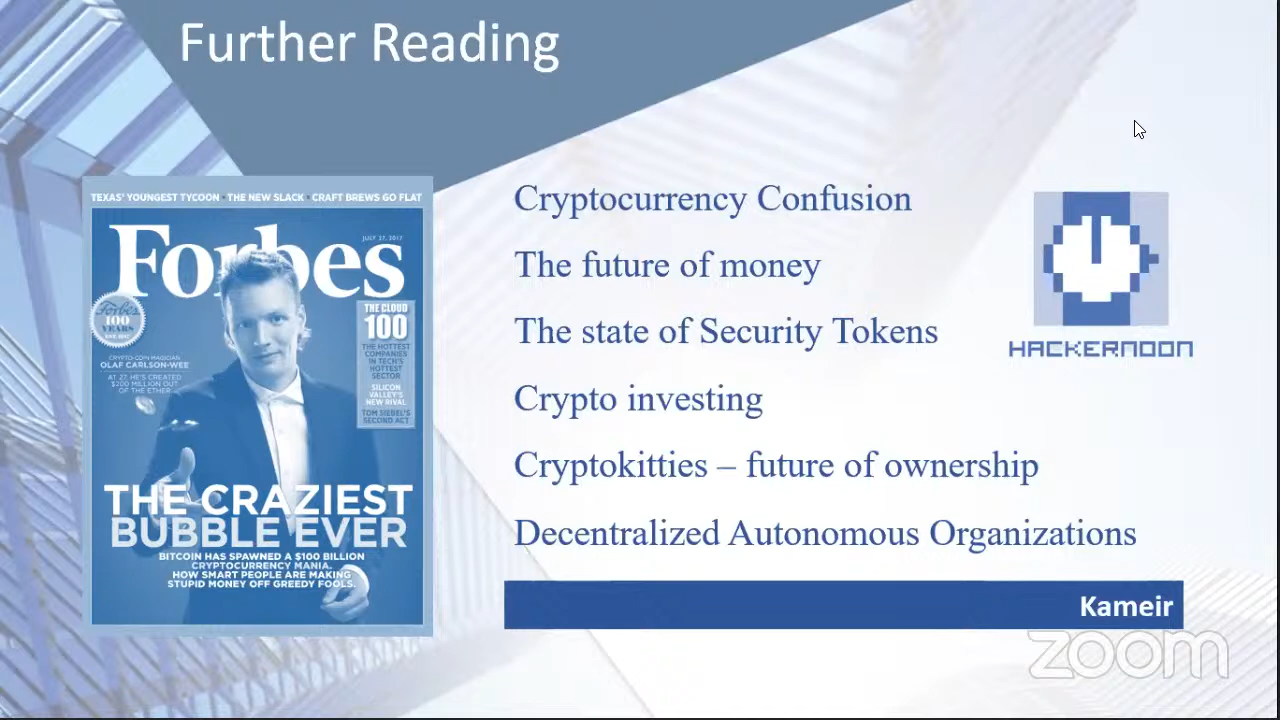 Further Reading
TEXAS' YOUNGEST TYCOON • THE NEW SLACK • CRAFT BREWS GO FLAT
Forbes
JULY 27, 2017
Forbes
100
YEARS
CRYPTO-COIN MAGICIAN
OLAF CARLSON-WEE
AT 27, HE'S CREATED
$200 MILLION OUT
OF THE ETHER
THE CLOUD
100
THE HOTTEST
COMPANIES
IN TECH'S
HOTTEST
SECTOR
SILICON
VALLEY'S
NEW RIVAL
TOM SIEBEL'S
SECOND ACT
THE CRAZIEST
BUBBLE EVER
BITCOIN HAS SPAWNED A $100 BILLION
CRYPTOCURRENCY MANIA.
HOW SMART PEOPLE ARE MAKING
STUPID MONEY OFF GREEDY FOOLS.
Cryptocurrency Confusion
The future of money
The state of Security Tokens
Crypto investing
Cryptokitties – future of ownership
Decentralized Autonomous Organizations
HACKERNOON
Kameir
zoom